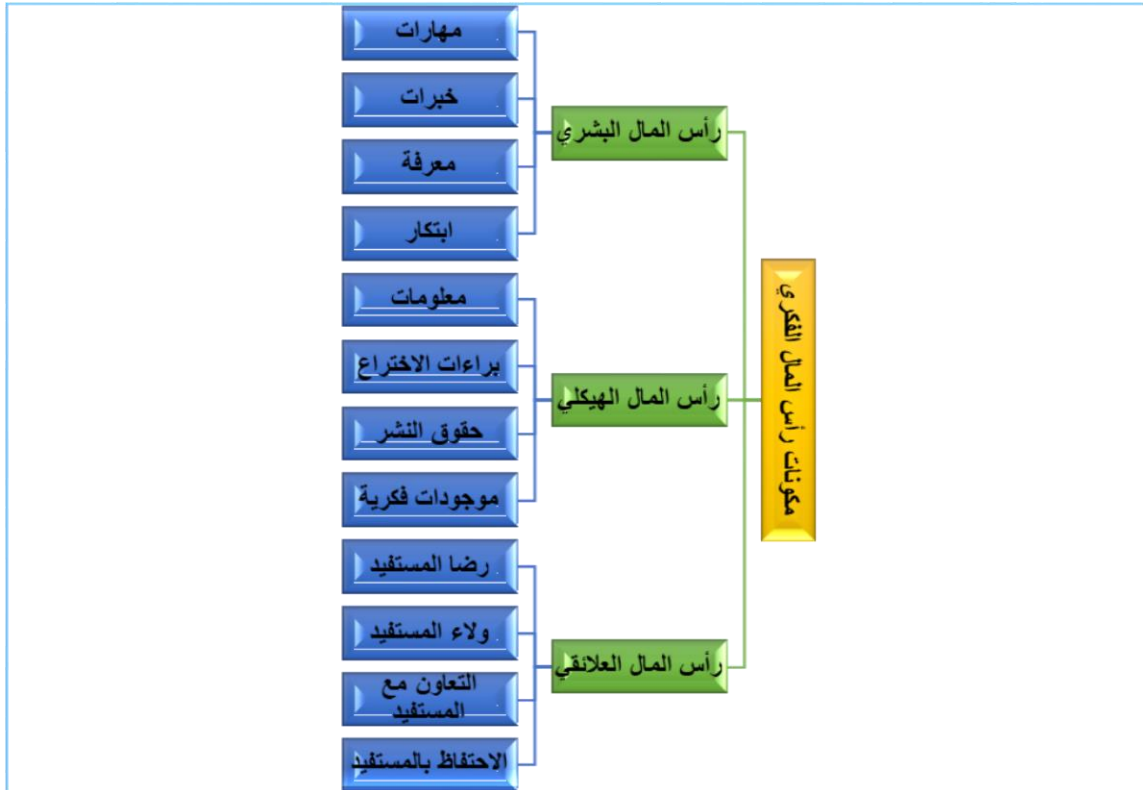 مكونات رأس المال الفكري
رأس المال البشري
مهارات
خبرات
معرفة
ابتكار
رأس المال الهيكلي
معلومات
براءات الاختراع
حقوق النشر
موجودات فكرية
رأس المال العلائقي
رضا المستفيد
ولاء المستفيد
التعاون مع
المستفيد
الاحتفاظ بالمستفيد